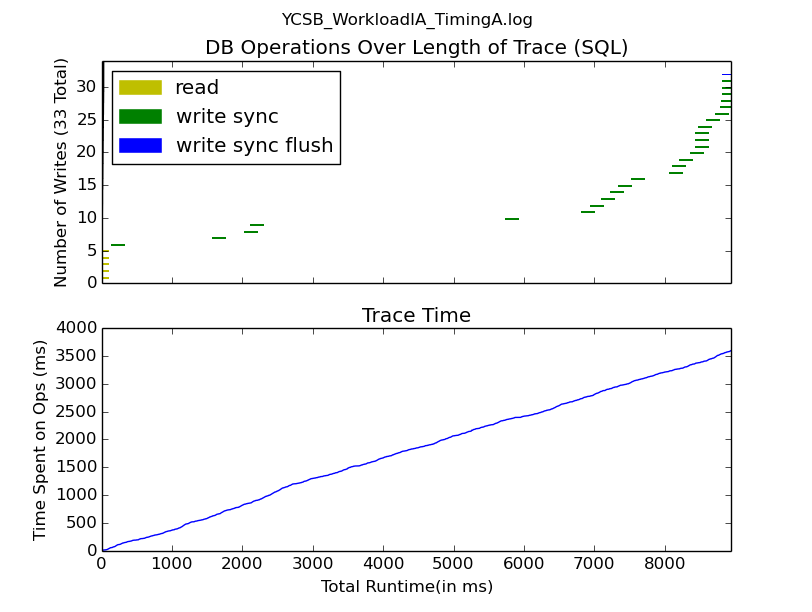 YCSB_WorkloadIA_TimingA.log
DB Operations Over Length of Trace (SQL)
Number of Writes (33 Total)
30
25
20
15
10
5
0
read
write sync
write sync flush
Trace Time
Time Spent on Ops (ms)
4000
3500
3000
2500
2000
1500
1000
500
0
0 1000 2000 3000 4000 5000 6000 7000 8000
Total Runtime(in ms)